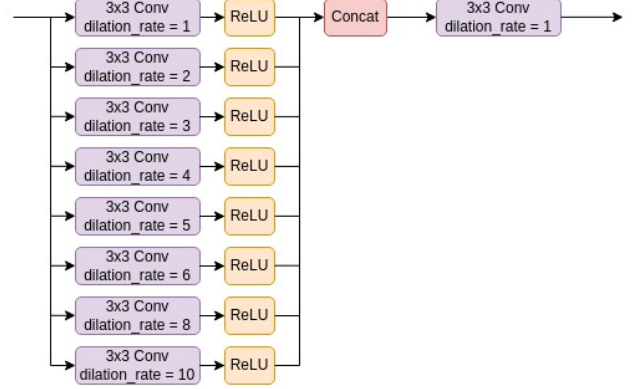 3x3 Conv
dilation_rate = 1
ReLU
Concat
3x3 Conv
dilation_rate = 1
3x3 Conv
dilation_rate = 2
ReLU
3x3 Conv
dilation_rate = 3
ReLU
3x3 Conv
dilation_rate = 4
ReLU
3x3 Conv
dilation_rate = 5
ReLU
3x3 Conv
dilation_rate = 6
ReLU
3x3 Conv
dilation_rate = 8
ReLU
3x3 Conv
dilation_rate = 10
ReLU